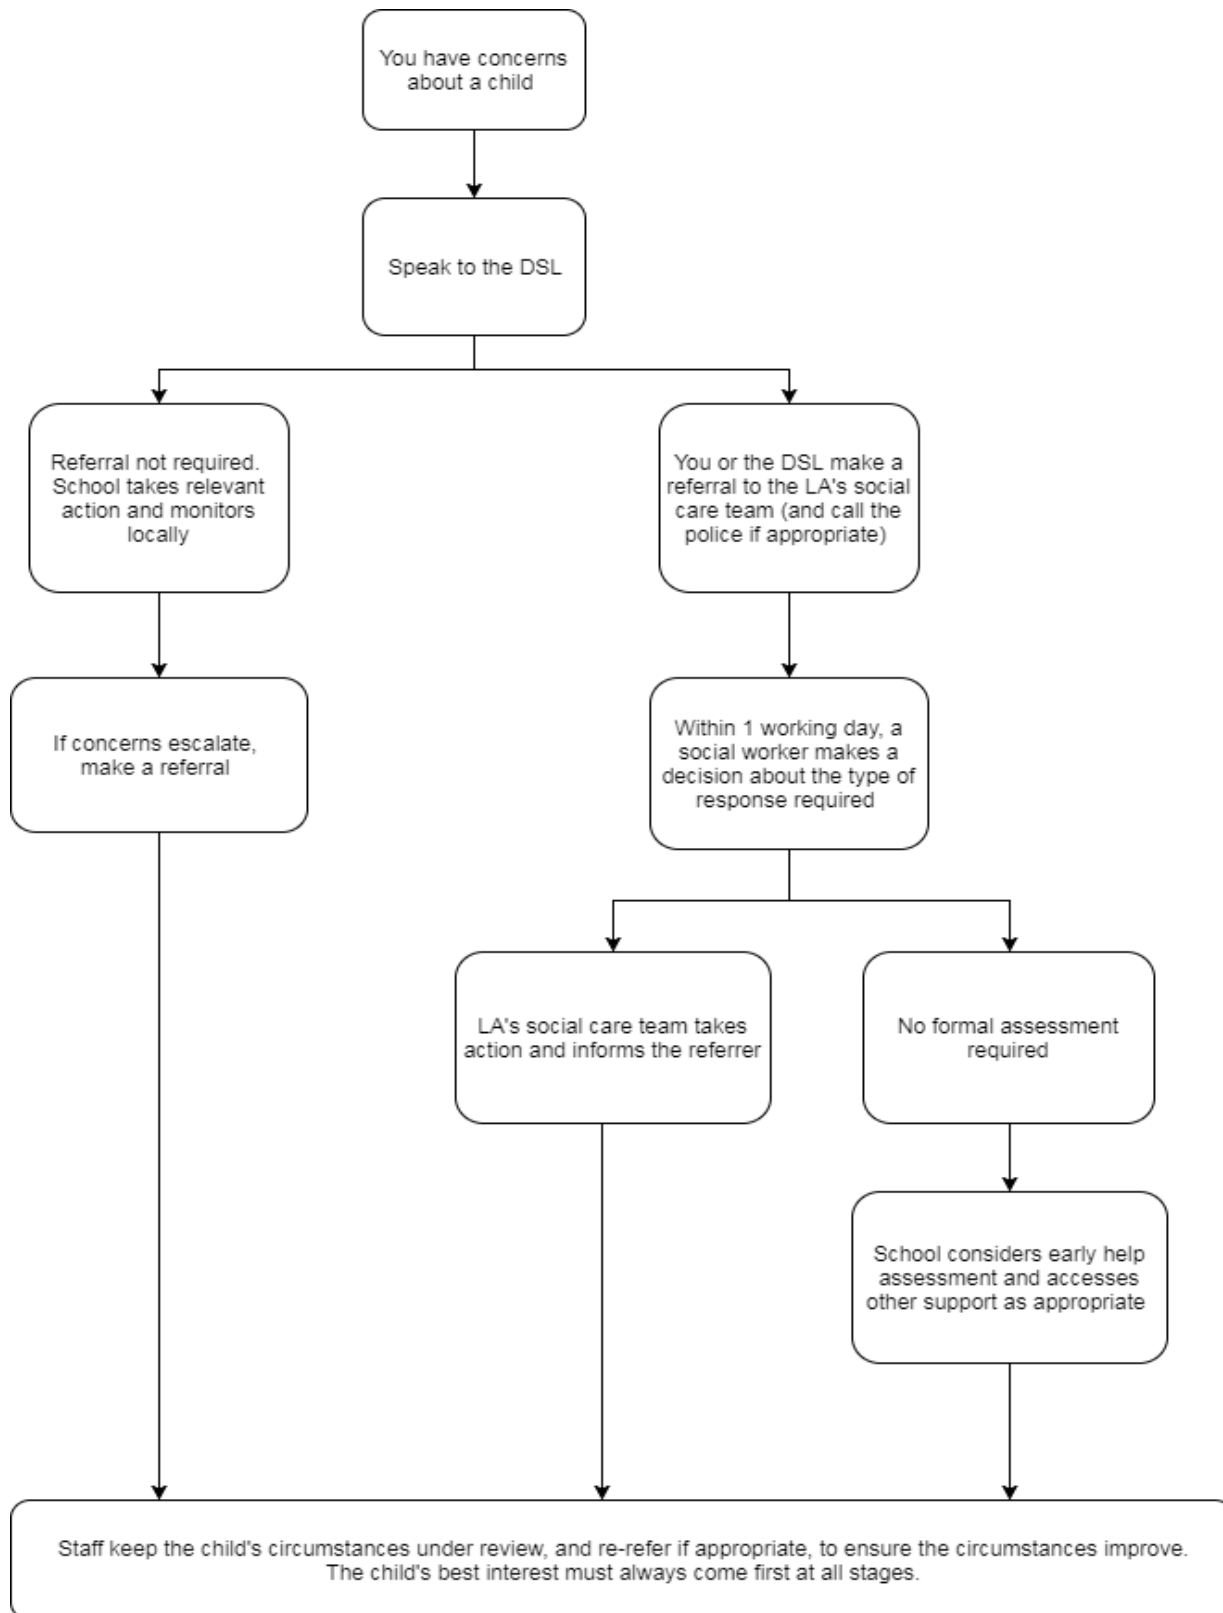 You have concerns
about a child
Speak to the DSL
Referral not required.
School takes relevant
action and monitors
locally
You or the DSL make a
referral to the LA's social
care team (and call the
police if appropriate)
If concerns escalate,
make a referral
Within 1 working day, a
social worker makes a
decision about the type of
response required
LA's social care team takes
action and informs the referrer
No formal assessment
required
School considers early help
assessment and accesses
other support as appropriate
Staff keep the child's circumstances under review, and re-refer if appropriate, to ensure the circumstances improve.
The child's best interest must always come first at all stages.